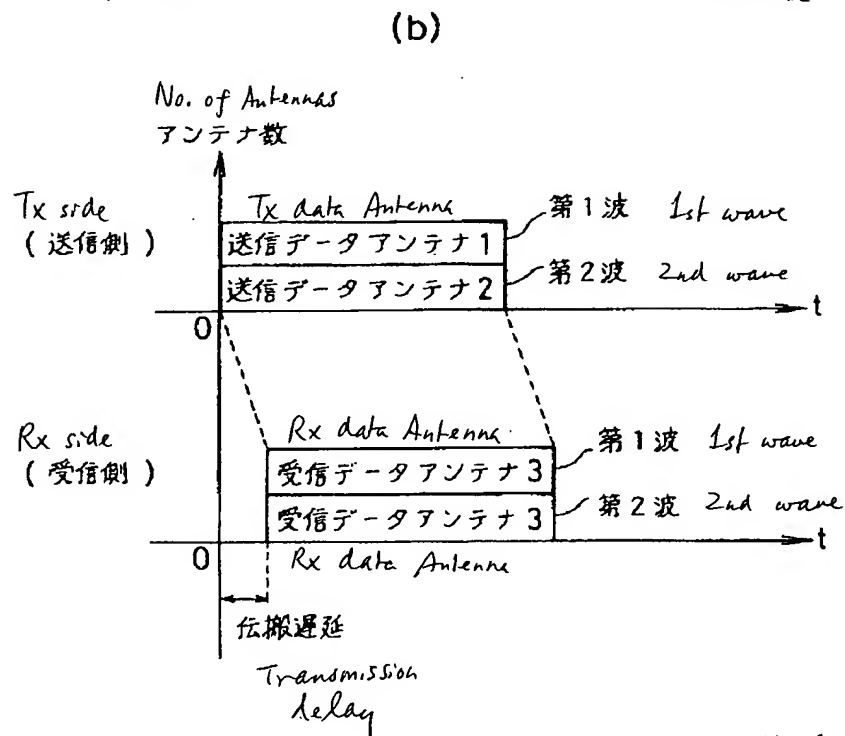 (b)
No. of Antennas
アンテナ数
Tx side
(送信側)
Tx data Antenna
送信データアンテナ1
送信データアンテナ2
第1波 1st wave
第2波 2nd wave
0
t
Rx side
(受信側)
Rx data Antenna
受信データアンテナ3
受信データアンテナ3
第1波 1st wave
第2波 2nd wave
0
Rx data Antenna
t
伝搬遅延
Transmission
delay